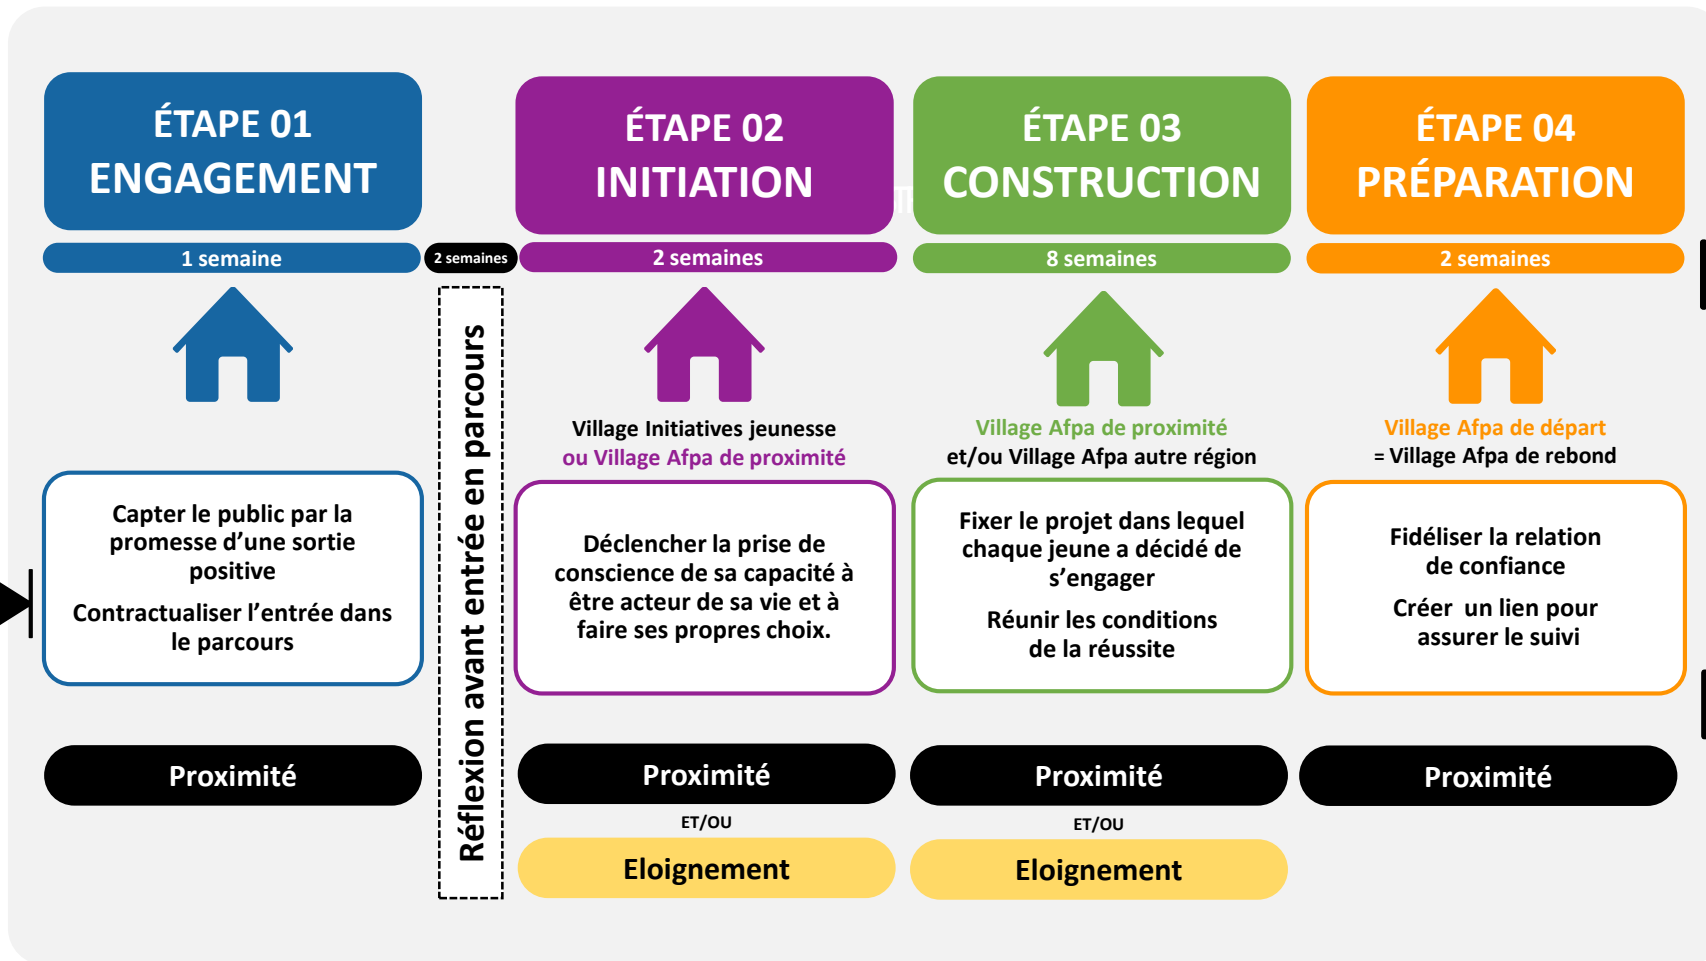 ÉTAPE 01
ENGAGEMENT
1 semaine
Capter le public par la
promesse d’une sortie
positive
Contractualiser l’entrée dans
le parcours
Proximité
2 semaines
Réflexion avant entrée en parcours
ÉTAPE 02
INITIATION
2 semaines
Village Initiatives jeunesse
ou Village Afpa de proximité
Déclencher la prise de
conscience de sa capacité à
être acteur de sa vie et à
faire ses propres choix.
Proximité
ET/OU
Eloignement
ÉTAPE 03
CONSTRUCTION
8 semaines
Village Afpa de proximité
et/ou Village Afpa autre région
Fixer le projet dans lequel
chaque jeune a décidé de
s’engager
Réunir les conditions
de la réussite
Proximité
ET/OU
Eloignement
ÉTAPE 04
PRÉPARATION
2 semaines
Village Afpa de départ
= Village Afpa de rebond
Fidéliser la relation
de confiance
Créer un lien pour
assurer le suivi
Proximité